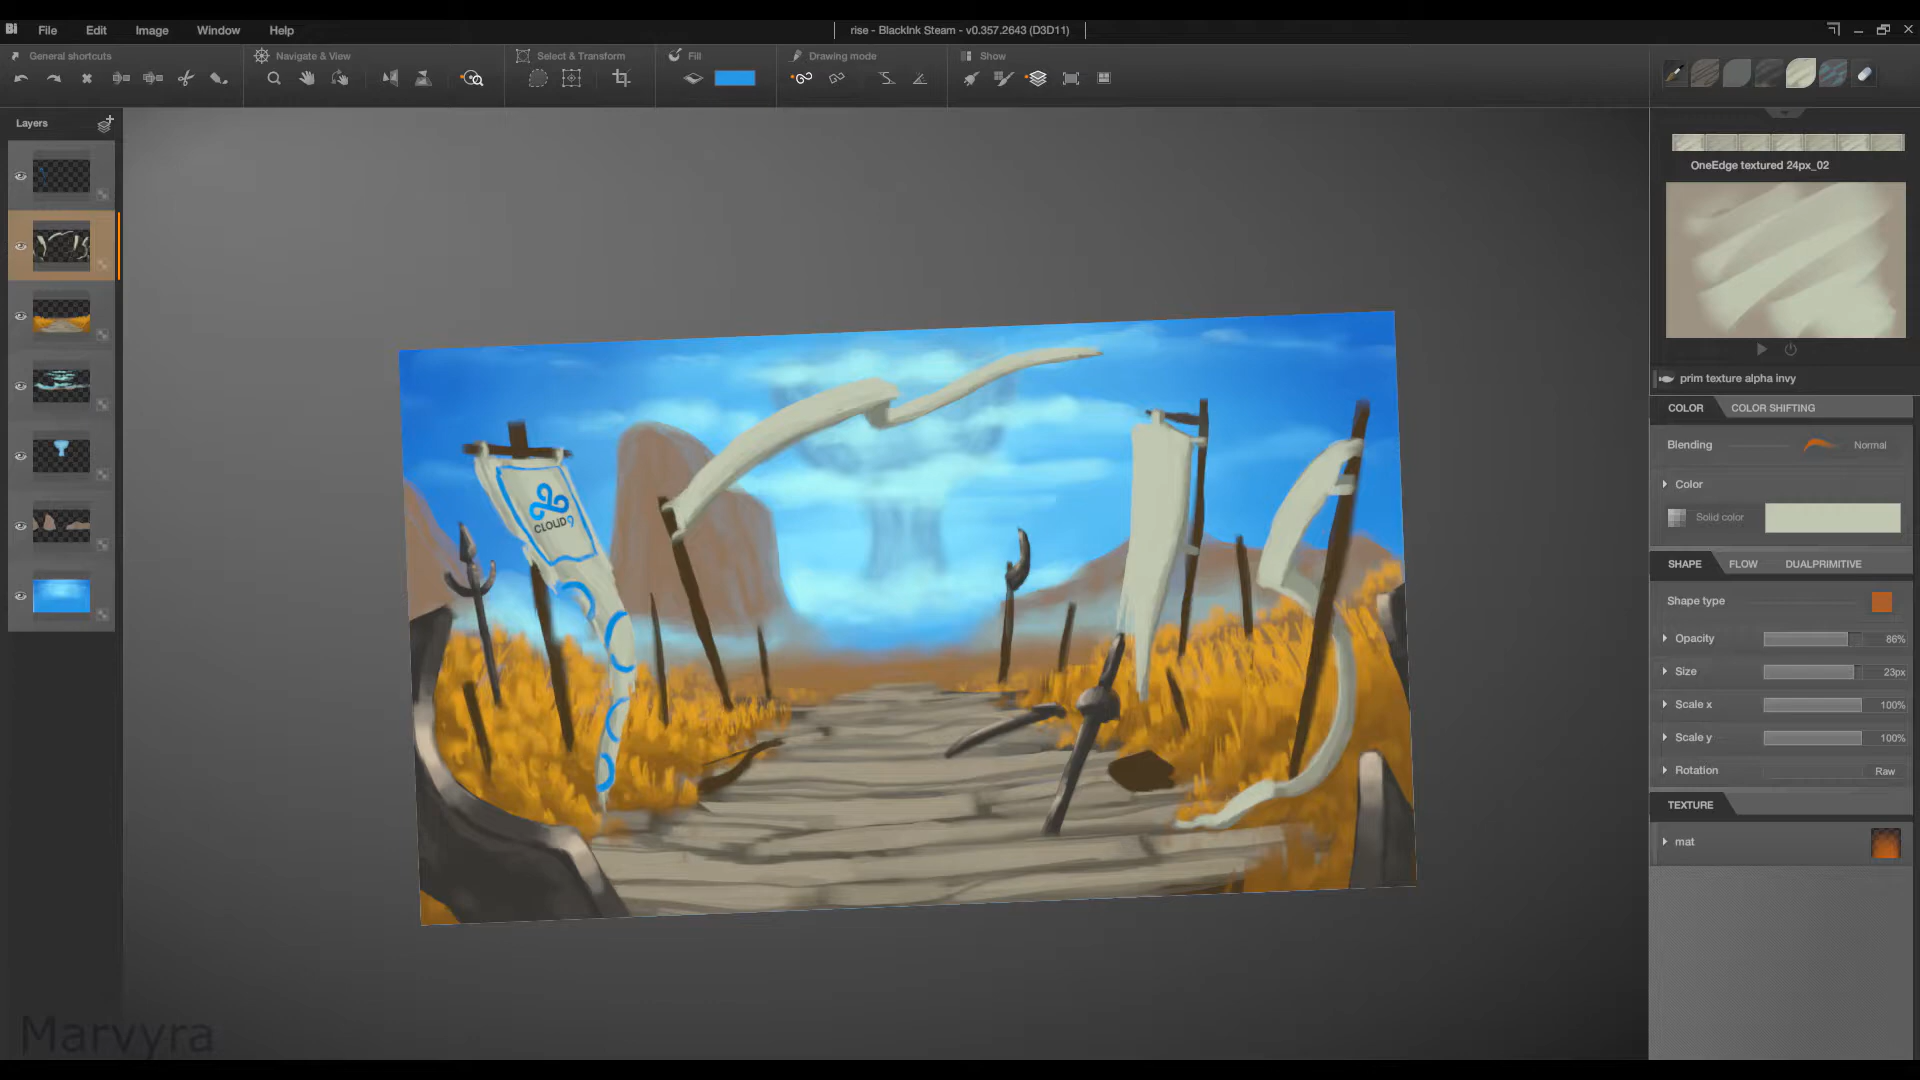 Bi File Edit Image Window Help rise - BlackInk Steam - v0.357.2643 (D3D11)
General shortcuts Navigate & View Select & Transform Fill Drawing mode Show
Layers
OneEdge textured 24px_02
prim texture alpha invy
COLOR COLOR SHIFTING
Blending Normal
Color
Solid color
SHAPE FLOW DUALPRIMITIVE
Shape type
Opacity 86%
Size 23px
Scale x 100%
Scale y 100%
Rotation Raw
TEXTURE
mat
CLOUD9
Marvyra